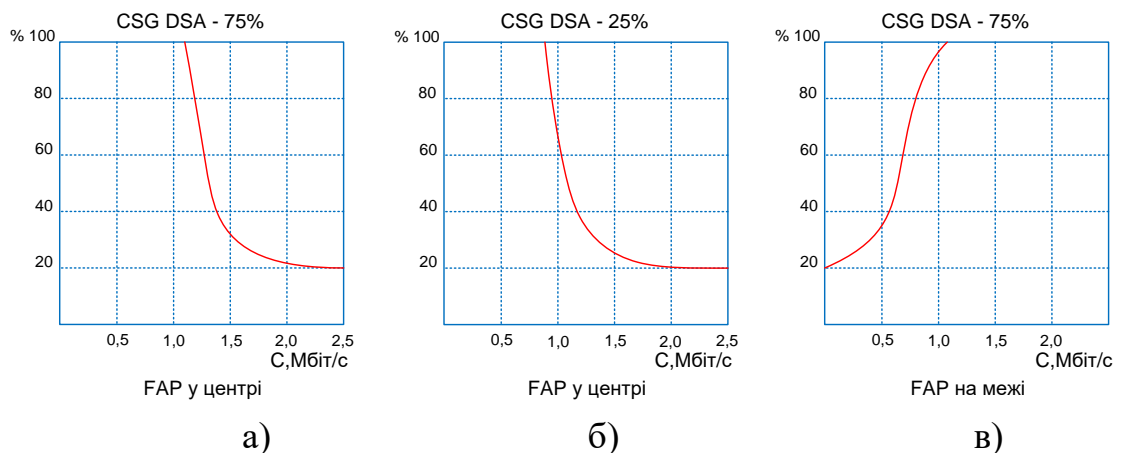 CSG DSA - 75%
% 100
80
60
40
20
0,5 1,0 1,5 2,0 2,5
С,Мбіт/с
FAP у центрі
а)
CSG DSA - 25%
% 100
80
60
40
20
0,5 1,0 1,5 2,0 2,5
С,Мбіт/с
FAP у центрі
б)
CSG DSA - 75%
% 100
80
60
40
20
0,5 1,0 1,5 2,0
С,Мбіт/с
FAP на межі
в)